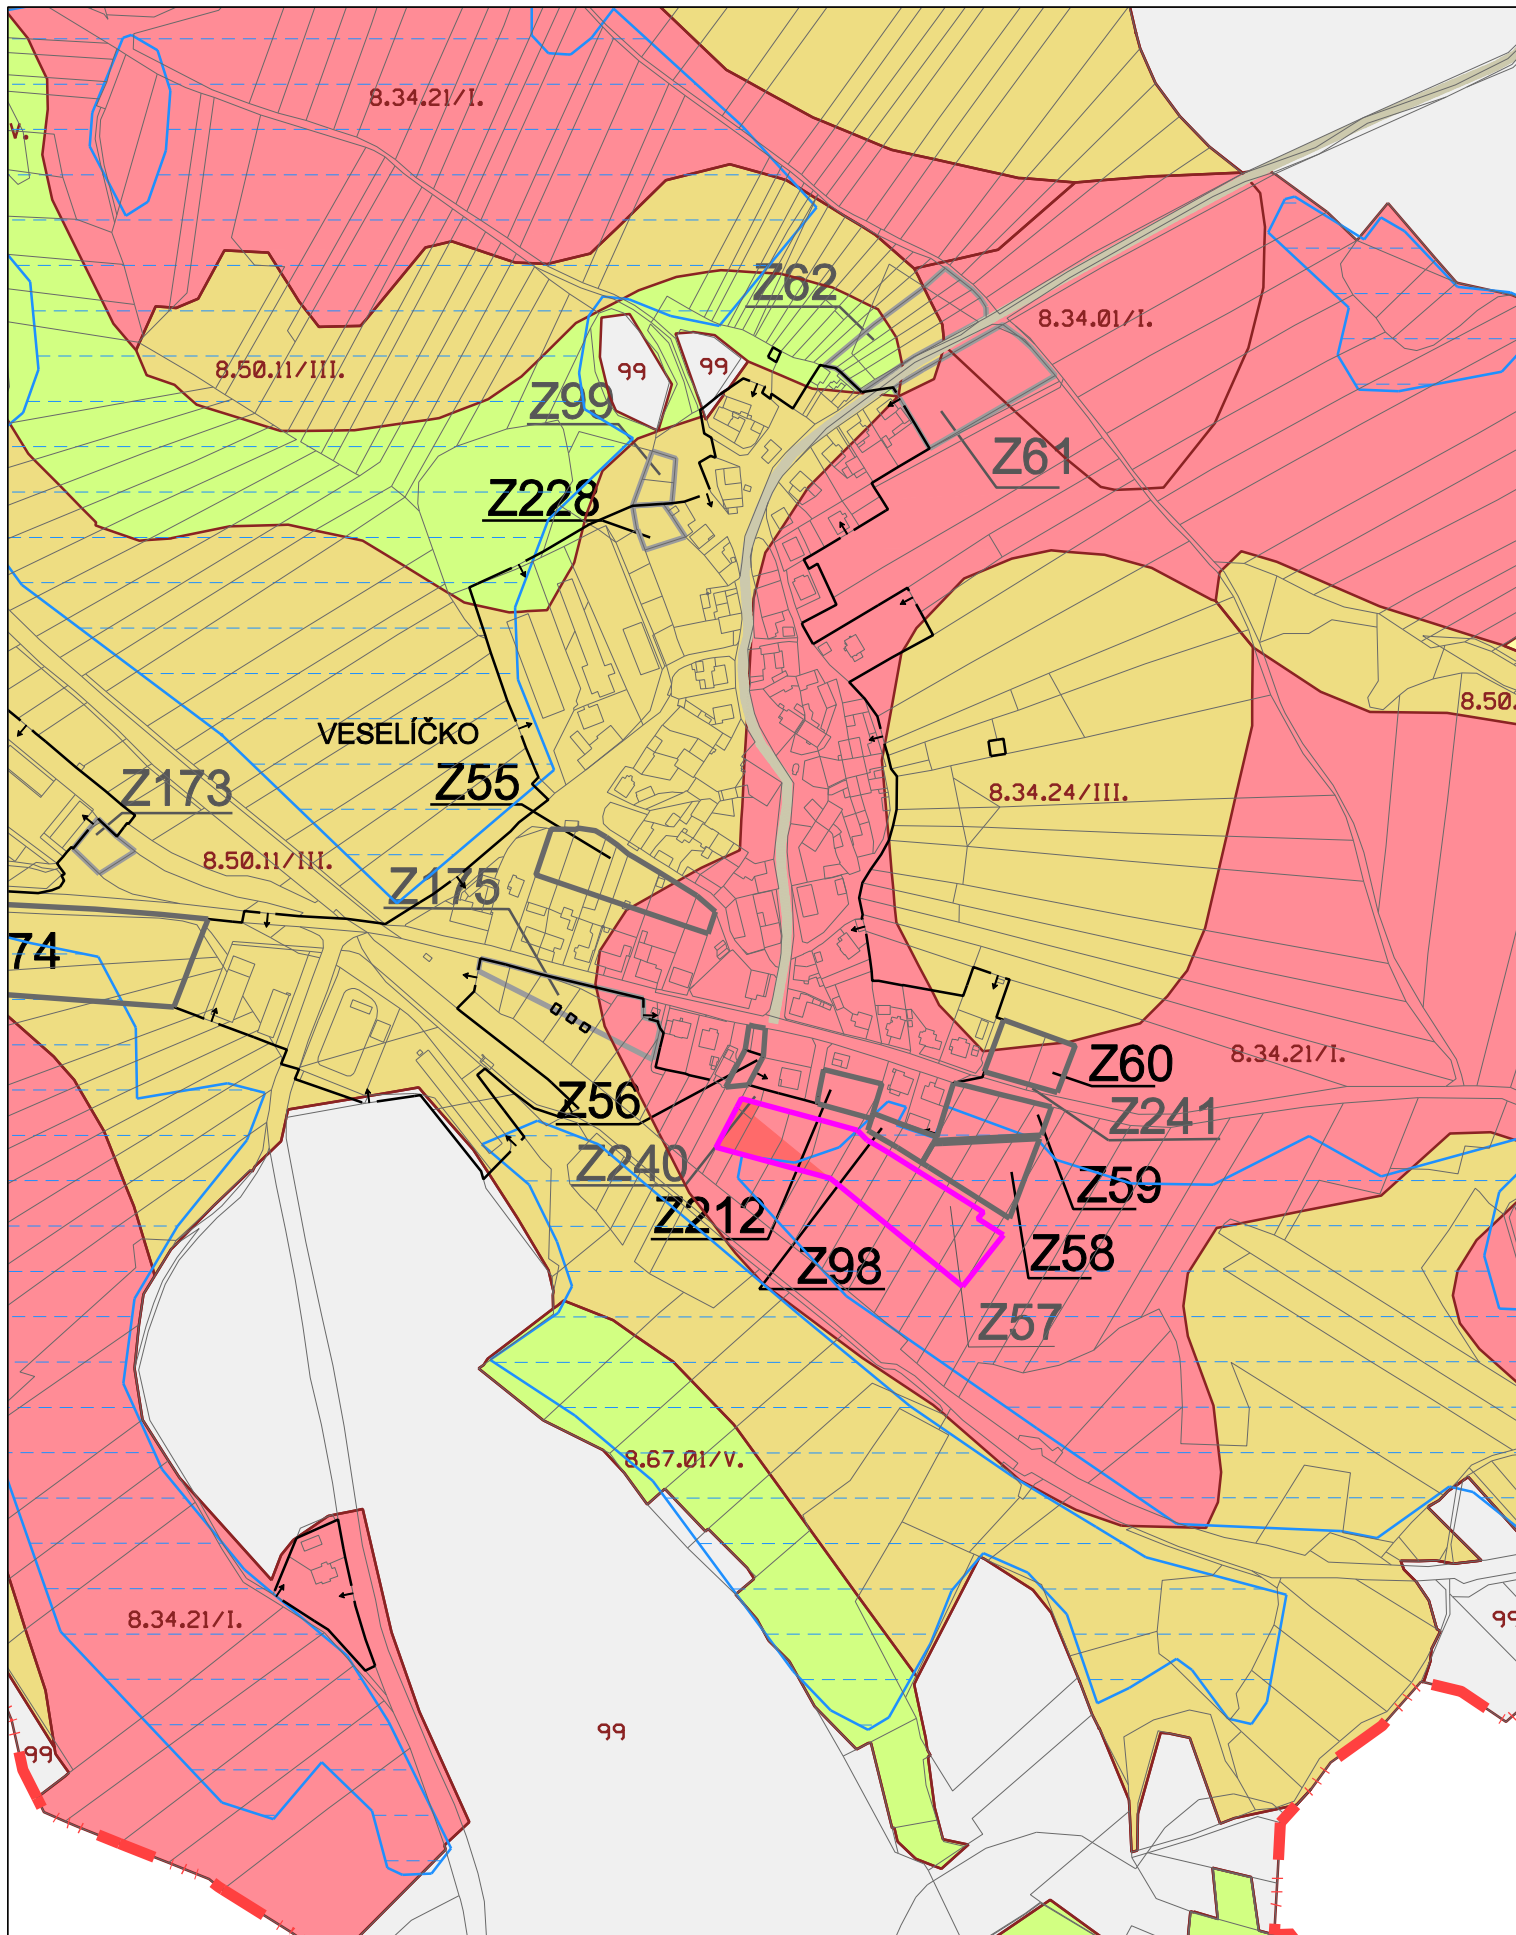 8.34.21/I.
V.
Z62
8.34.01/I.
8.50.11/III.
99
99
Z99
Z61
Z228
8.50.
VESELÍČKO
Z55
Z173
8.34.24/III.
8.50.11/III.
Z175
74
Z60
8.34.21/I.
Z56
Z241
Z240
Z59
Z212
Z58
Z98
Z57
8.67.01/V.
8.34.21/I.
99
99
99